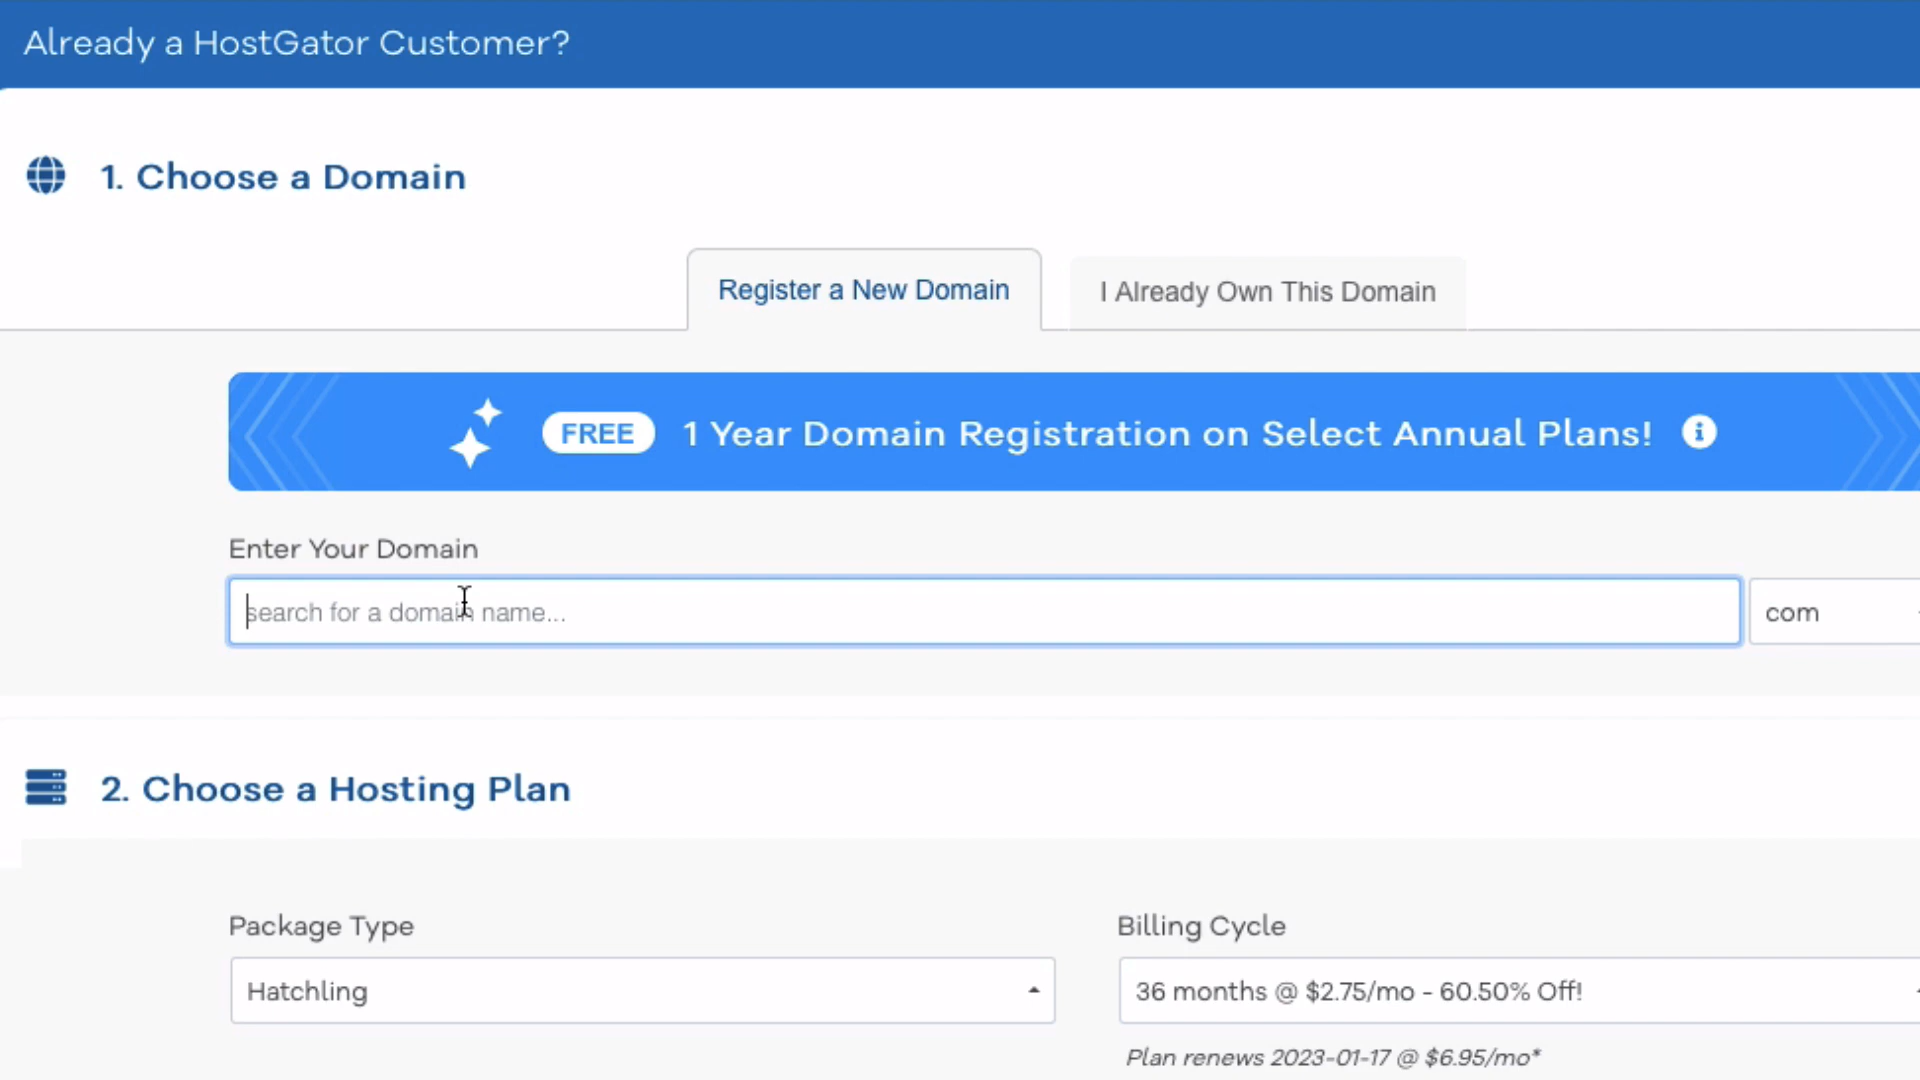 Already a HostGator Customer?
1. Choose a Domain
Register a New Domain
I Already Own This Domain
FREE 1 Year Domain Registration on Select Annual Plans!
Enter Your Domain
search for a domain name...
com
2. Choose a Hosting Plan
Package Type
Billing Cycle
Hatchling
36 months @ $2.75/mo - 60.50% Off!
Plan renews 2023-01-17 @ $6.95/mo*